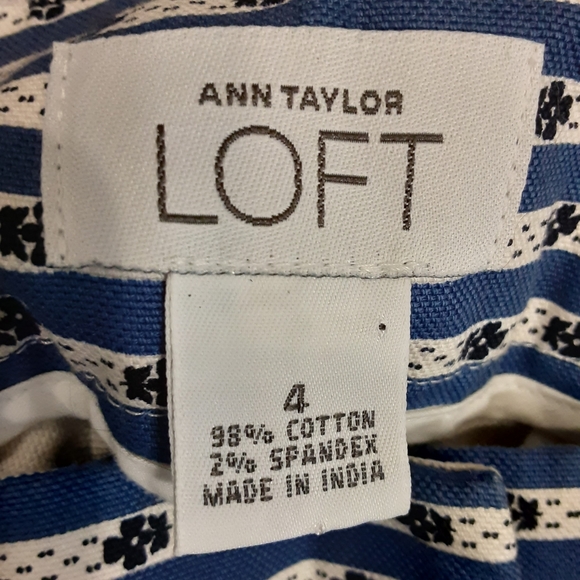 ANN TAYLOR
LOFT
4
98% COTTON
2% SPANDEX
MADE IN INDIA